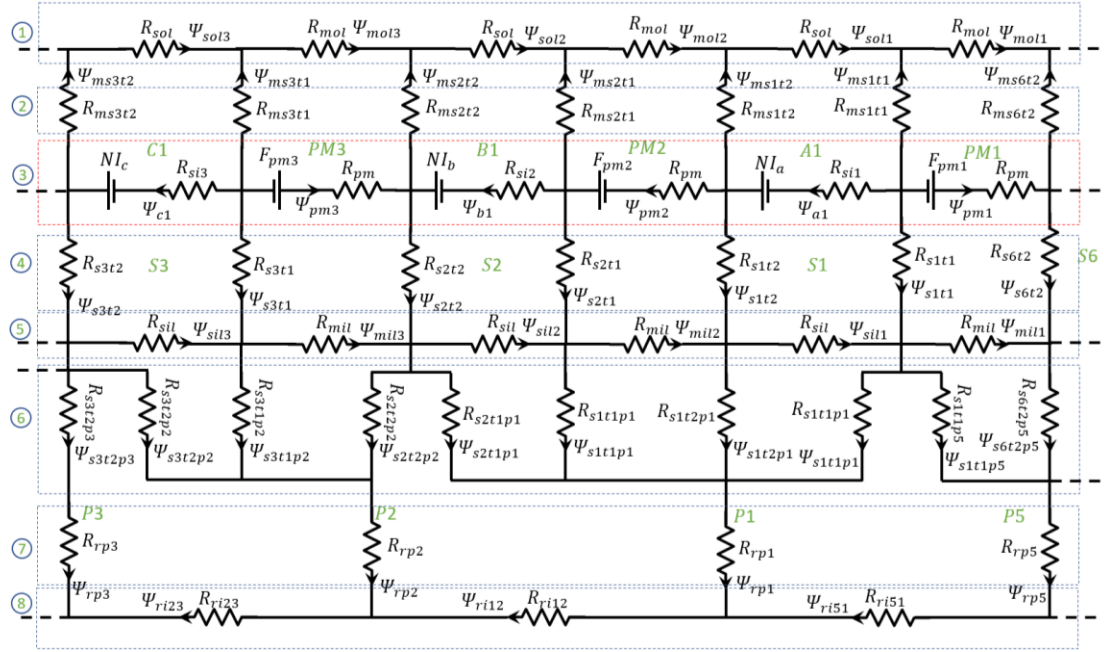 ① R_sol Ψ_sol3 R_mol Ψ_mol3 R_sol Ψ_sol2 R_mol Ψ_mol2 R_sol Ψ_sol1 R_mol Ψ_mol1
Ψ_ms3t2 Ψ_ms3t1 Ψ_ms2t2 Ψ_ms2t1 Ψ_ms1t2 Ψ_ms1t1 Ψ_ms6t2
② R_ms3t2 R_ms3t1 R_ms2t2 R_ms2t1 R_ms1t2 R_ms1t1 R_ms6t2
C1 PM3 B1 PM2 A1 PM1
③ NI_c R_si3 F_pm3 R_pm NI_b R_si2 F_pm2 R_pm NI_a R_si1 F_pm1 R_pm
Ψ_c1 Ψ_pm3 Ψ_b1 Ψ_pm2 Ψ_a1 Ψ_pm1
④ R_s3t2 S3 R_s3t1 R_s2t2 S2 R_s2t1 R_s1t2 S1 R_s1t1 R_s6t2 S6
Ψ_s3t2 Ψ_s3t1 Ψ_s2t2 Ψ_s2t1 Ψ_s1t2 Ψ_s1t1 Ψ_s6t2
⑤ R_sil Ψ_sil3 R_mil Ψ_mil3 R_sil Ψ_sil2 R_mil Ψ_mil2 R_sil Ψ_sil1 R_mil Ψ_mil1
⑥ R_s3t2p3 R_s3t2p2 R_s3t1p2 R_s2t2p2 R_s2t1p1 R_s1t1p1 R_s1t2p1 R_s1t1p1 R_s1t1p5 R_s6t2p5
Ψ_s3t2p3 Ψ_s3t2p2 Ψ_s3t1p2 Ψ_s2t2p2 Ψ_s2t1p1 Ψ_s1t1p1 Ψ_s1t2p1 Ψ_s1t1p1 Ψ_s1t1p5 Ψ_s6t2p5
P3 P2 P1 P5
⑦ R_rp3 R_rp2 R_rp1 R_rp5
Ψ_rp3 Ψ_rp2 Ψ_rp1 Ψ_rp5
⑧ Ψ_ri23 R_ri23 Ψ_ri12 R_ri12 Ψ_ri51 R_ri51